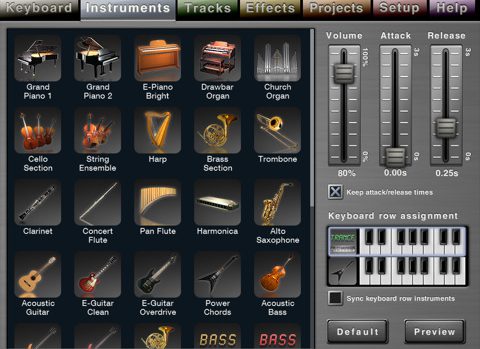 Keyboard Instruments Tracks Effects Projects Setup Help
Volume Attack Release
100% 3s 3s
0% 0s 0s
80% 0.00s 0.25s
Keep attack/release times
Keyboard row assignment
TRANCE
Sync keyboard row instruments
Default Preview
Grand Piano 1
Grand Piano 2
E-Piano Bright
Drawbar Organ
Church Organ
Cello Section
String Ensemble
Harp
Brass Section
Trombone
Clarinet
Concert Flute
Pan Flute
Harmonica
Alto Saxophone
Acoustic Guitar
E-Guitar Clean
E-Guitar Overdrive
Power Chords
Acoustic Bass
BASS BASS